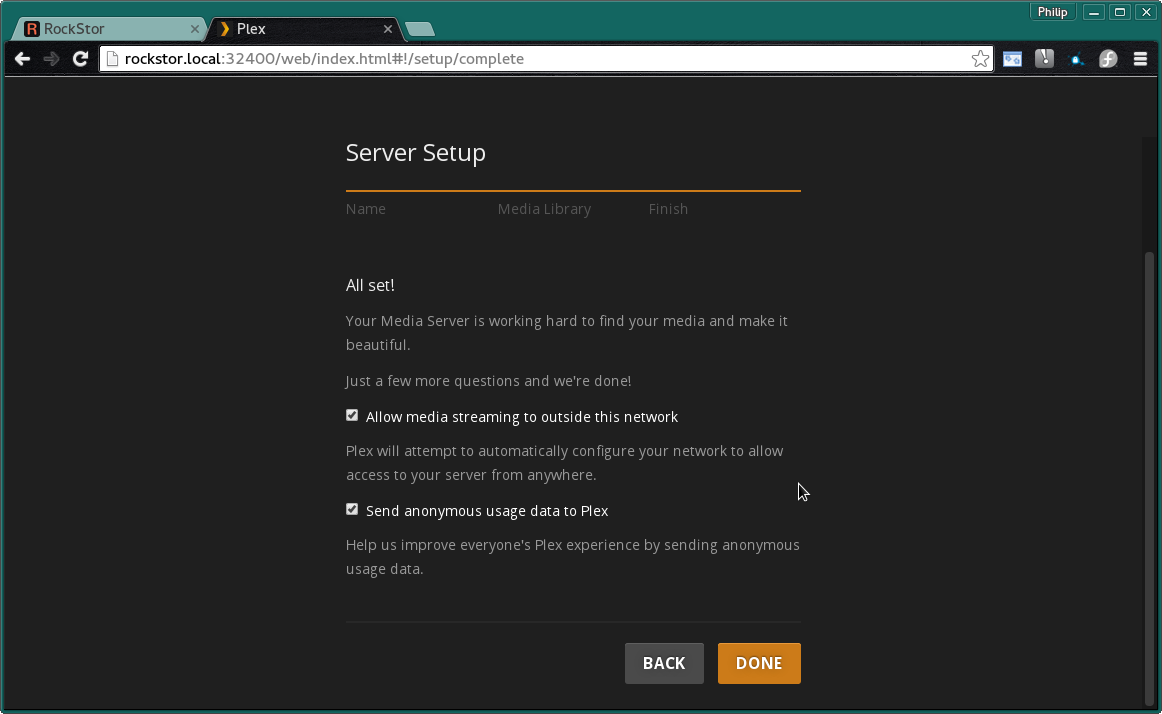 Philip
RockStor
Plex
rockstor.local:32400/web/index.html#!/setup/complete
Server Setup
Name Media Library Finish
All set!
Your Media Server is working hard to find your media and make it
beautiful.
Just a few more questions and we're done!
Allow media streaming to outside this network
Plex will attempt to automatically configure your network to allow
access to your server from anywhere.
Send anonymous usage data to Plex
Help us improve everyone's Plex experience by sending anonymous
usage data.
BACK DONE